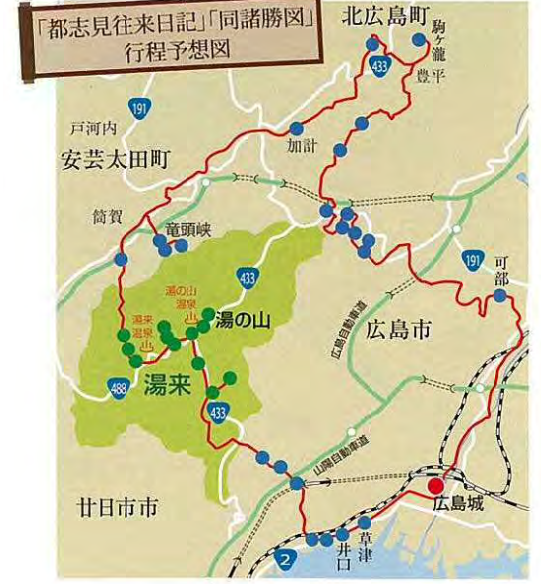 「都志見往来日記」「同諸勝図」
行程予想図
北広島町
駒ヶ瀧
433
豊平
191
戸河内
加計
安芸太田町
筒賀
竜頭峡
433
191
可部
湯の山
温泉
湯の山
湯来
温泉
広島自動車道
広島市
488
湯来
433
山陽自動車道
廿日市市
広島城
草津
井口
2